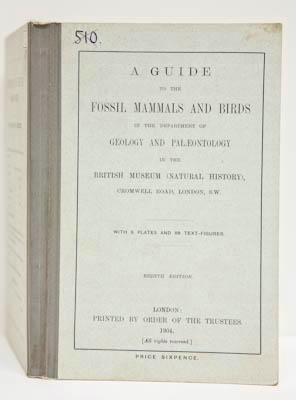 510.
A GUIDE
TO THE
FOSSIL MAMMALS AND BIRDS
IN THE DEPARTMENT OF
GEOLOGY AND PALÆONTOLOGY
IN THE
BRITISH MUSEUM (NATURAL HISTORY),
CROMWELL ROAD, LONDON, S.W.
WITH 6 PLATES AND 88 TEXT-FIGURES.
EIGHTH EDITION.
LONDON:
PRINTED BY ORDER OF THE TRUSTEES
1904.
[All rights reserved.]
PRICE SIXPENCE.